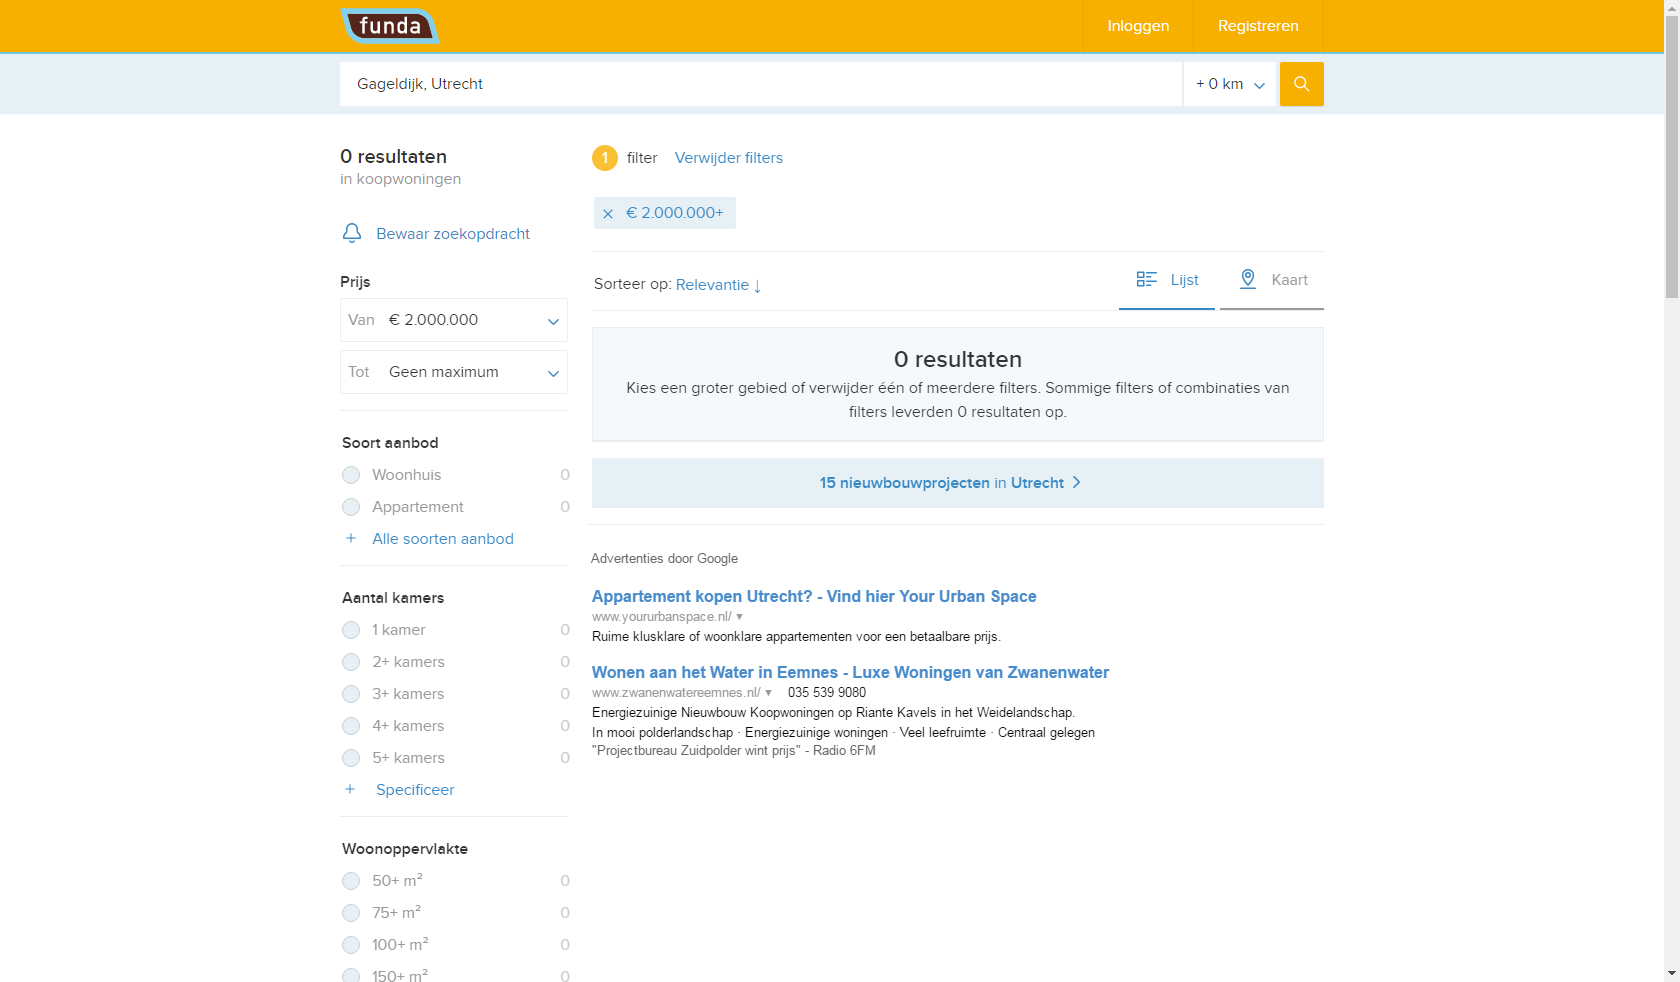 funda
Inloggen
Registreren
Gageldijk, Utrecht
+ 0 km
0 resultaten
in koopwoningen
Bewaar zoekopdracht
Prijs
Van € 2.000.000
Tot Geen maximum
Soort aanbod
Woonhuis 0
Appartement 0
+ Alle soorten aanbod
Aantal kamers
1 kamer 0
2+ kamers 0
3+ kamers 0
4+ kamers 0
5+ kamers 0
+ Specificeer
Woonoppervlakte
50+ m² 0
75+ m² 0
100+ m² 0
150+ m² 0
1 filter Verwijder filters
× € 2.000.000+
Sorteer op: Relevantie ↓
Lijst
Kaart
0 resultaten
Kies een groter gebied of verwijder één of meerdere filters. Sommige filters of combinaties van
filters leverden 0 resultaten op.
15 nieuwbouwprojecten in Utrecht >
Advertenties door Google
Appartement kopen Utrecht? - Vind hier Your Urban Space
www.yoururbanspace.nl/ ▼
Ruime klusklare of woonklare appartementen voor een betaalbare prijs.
Wonen aan het Water in Eemnes - Luxe Woningen van Zwanenwater
www.zwanenwatereemnes.nl/ ▼ 035 539 9080
Energiezuinige Nieuwbouw Koopwoningen op Riante Kavels in het Weidelandschap.
In mooi polderlandschap · Energiezuinige woningen · Veel leefruimte · Centraal gelegen
"Projectbureau Zuidpolder wint prijs" - Radio 6FM